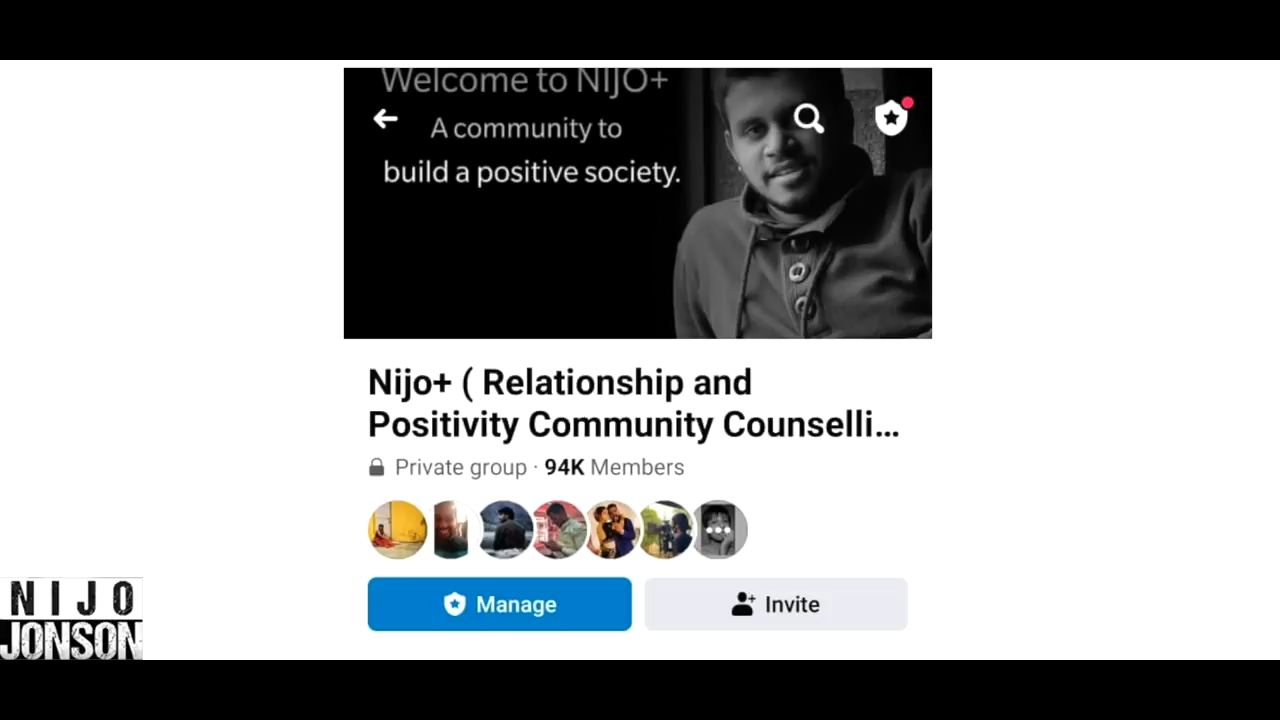 Welcome to NIJO+
A community to
build a positive society.
Nijo+ ( Relationship and
Positivity Community Counselli...
Private group · 94K Members
Manage
Invite
NIJO
JONSON